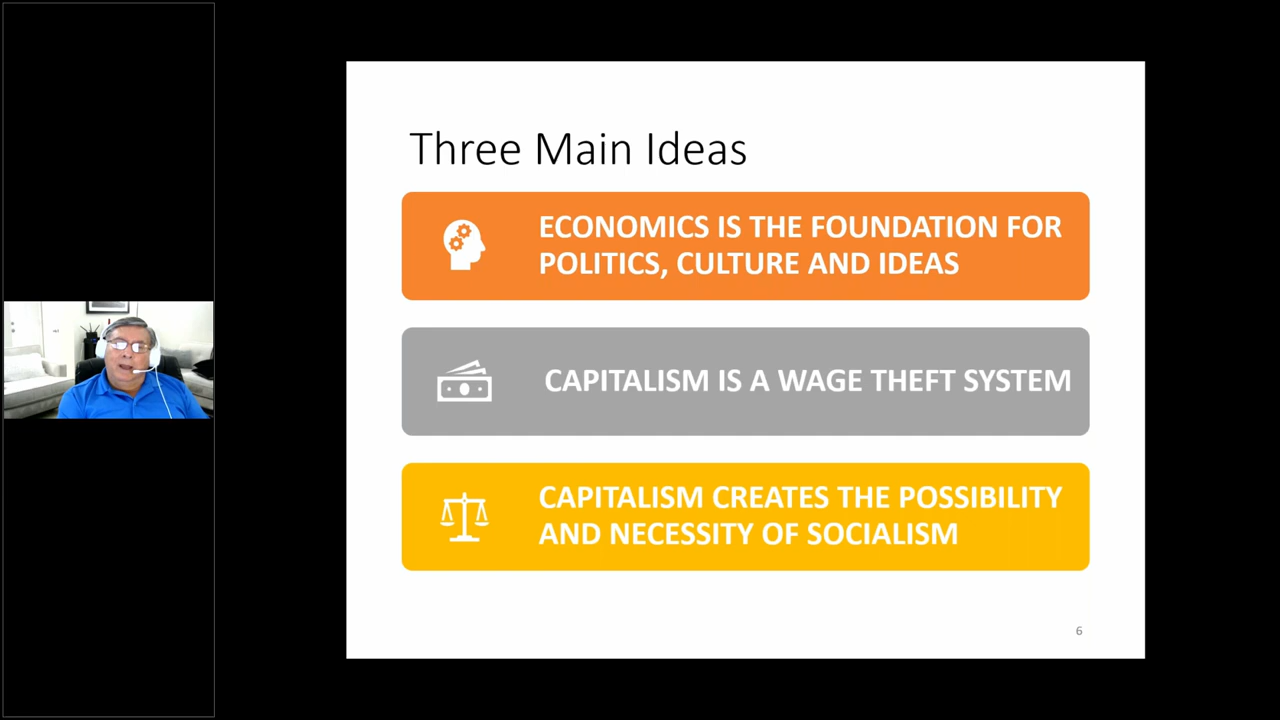 Three Main Ideas
ECONOMICS IS THE FOUNDATION FOR
POLITICS, CULTURE AND IDEAS
CAPITALISM IS A WAGE THEFT SYSTEM
CAPITALISM CREATES THE POSSIBILITY
AND NECESSITY OF SOCIALISM
6